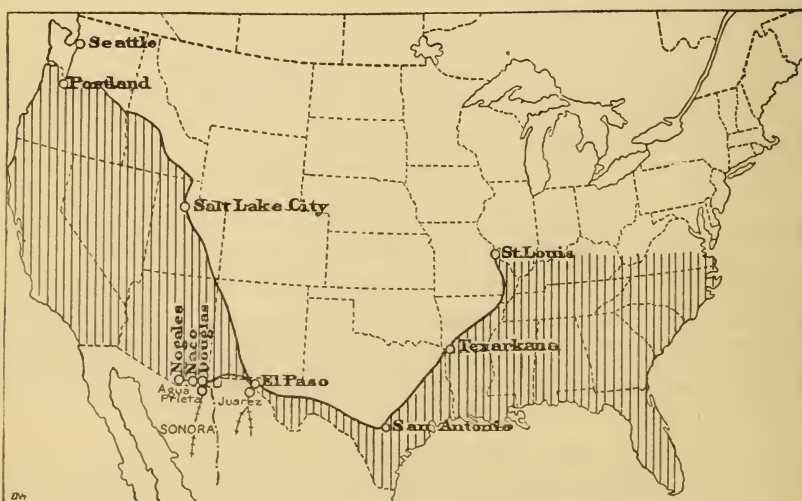 Seattle
Portland
Salt Lake City
St. Louis
Nogales
Naco
Douglas
Texarkana
El Paso
Agua
Prieta
Juarez
San Antonio
SONORA